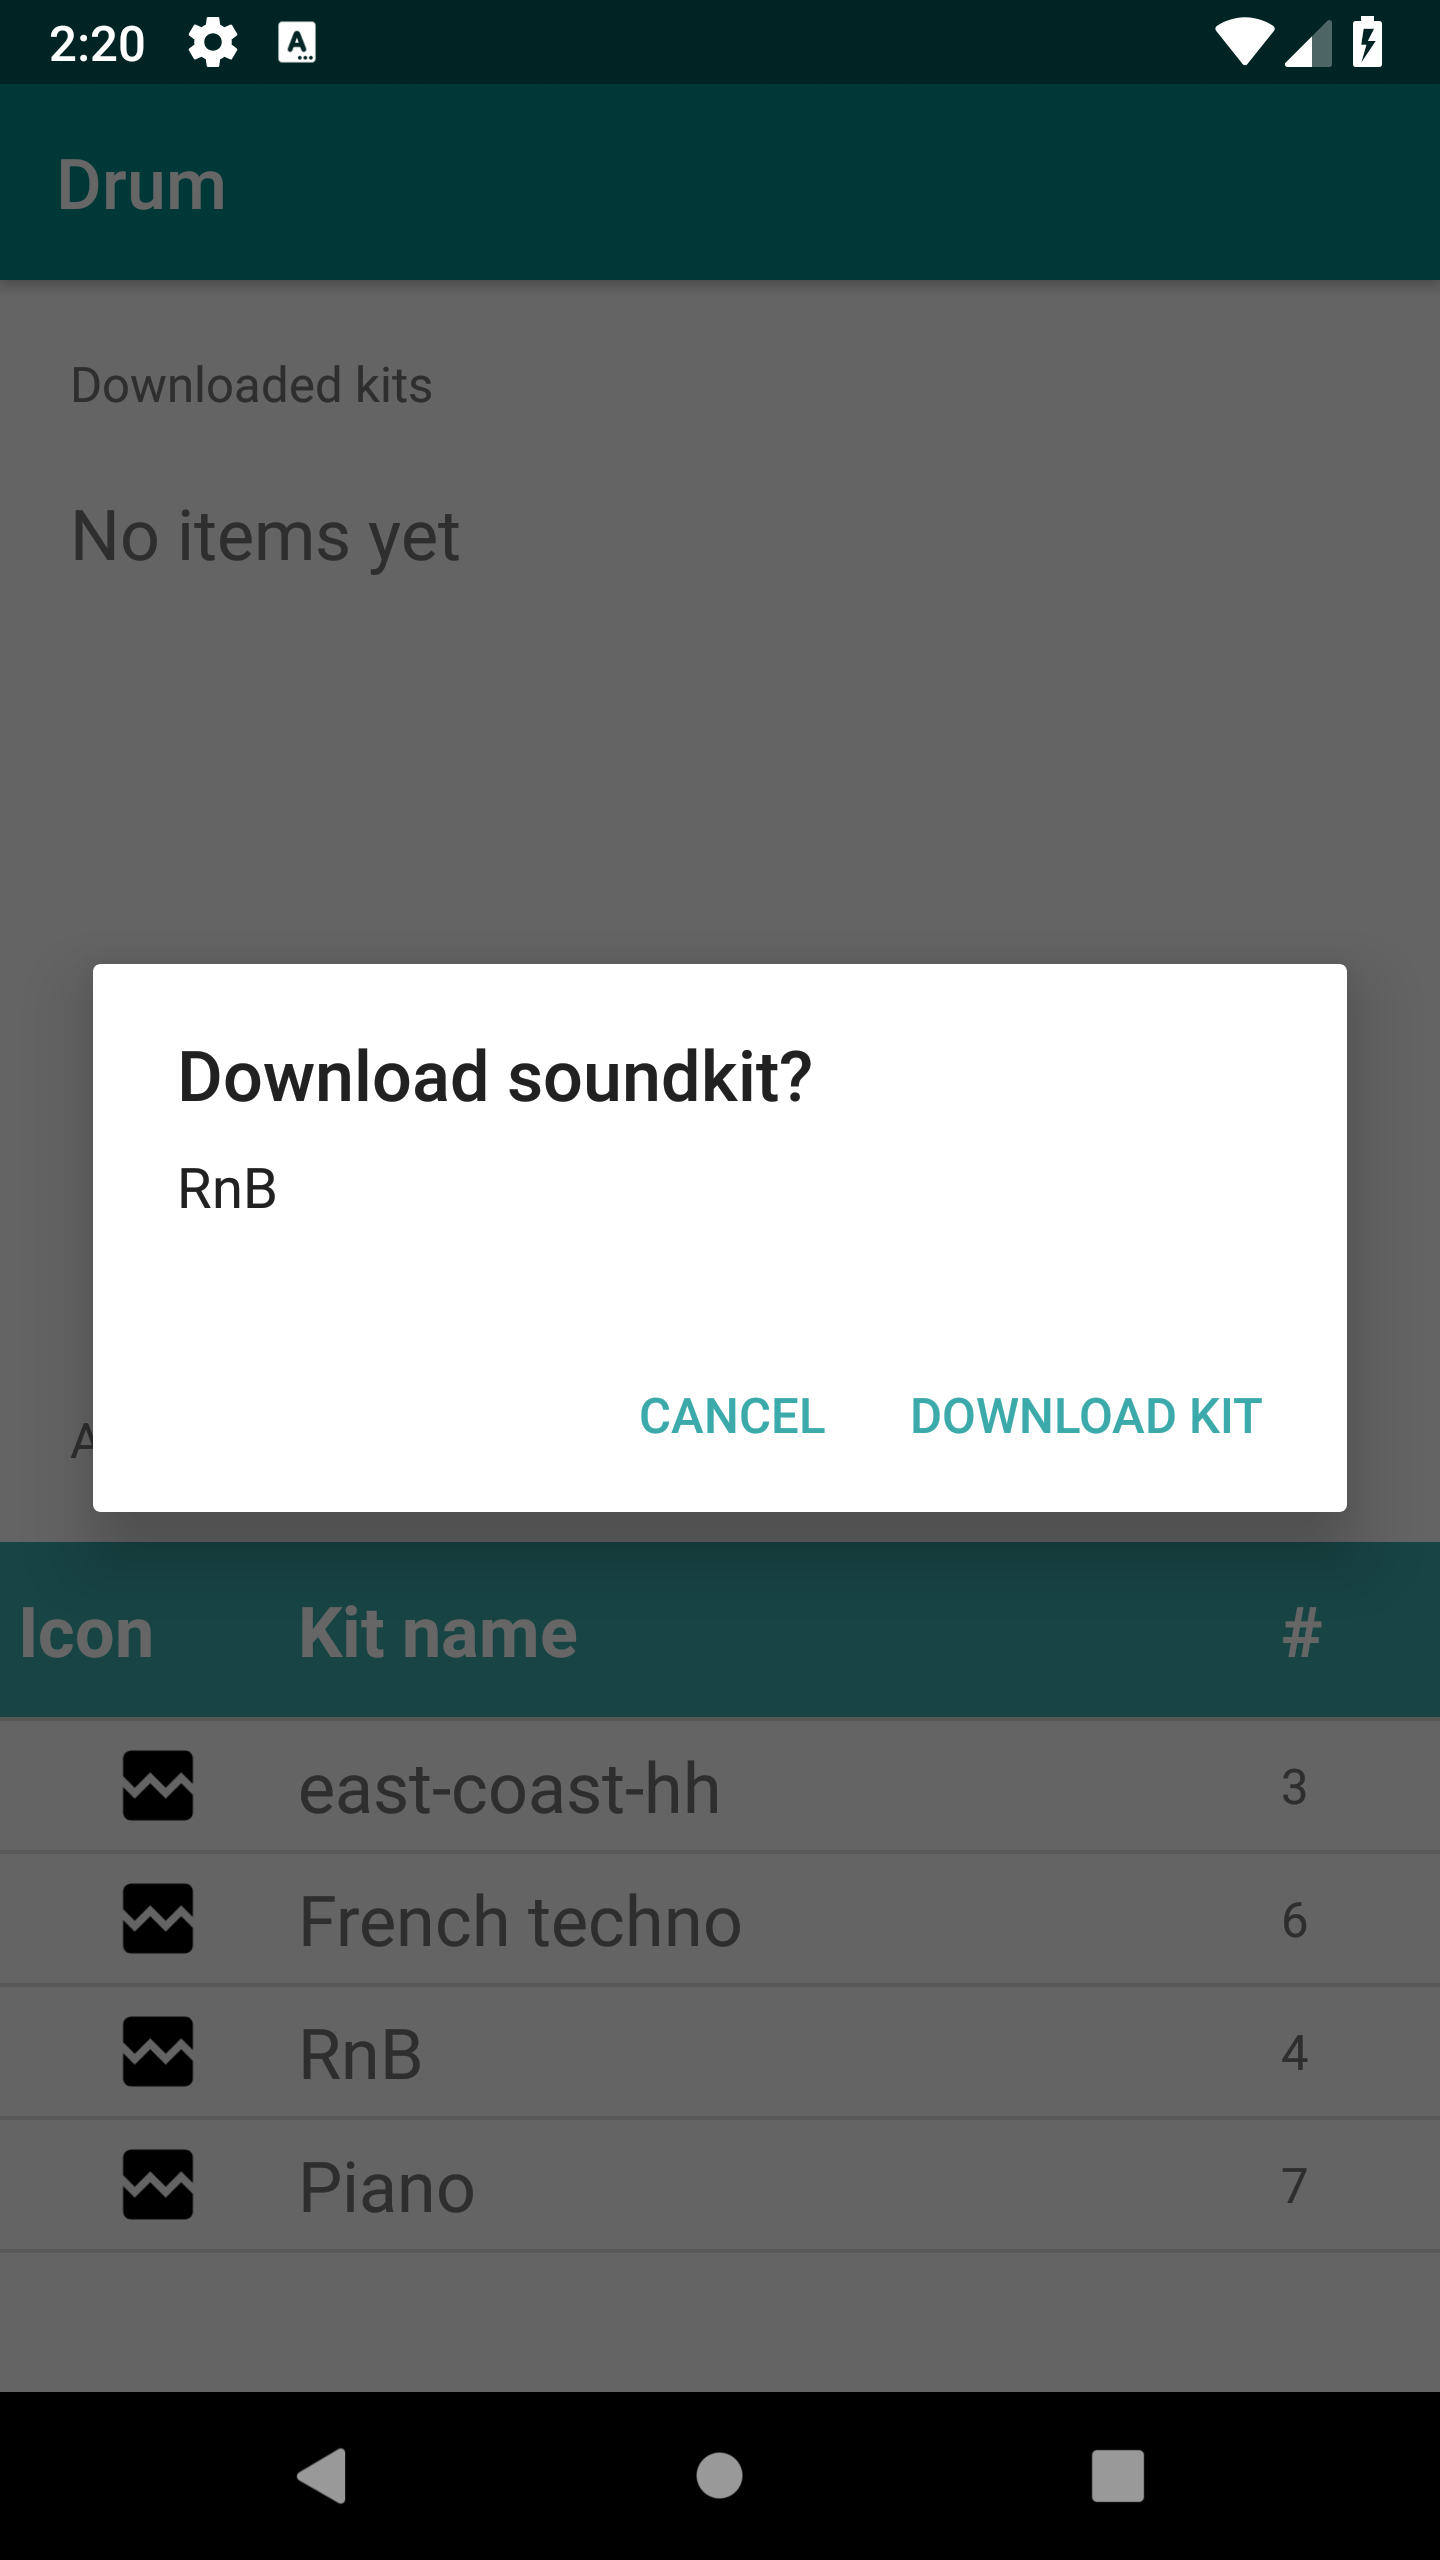 2:20
Drum
Downloaded kits
No items yet
Download soundkit?
RnB
CANCEL DOWNLOAD KIT
Icon Kit name #
east-coast-hh 3
French techno 6
RnB 4
Piano 7